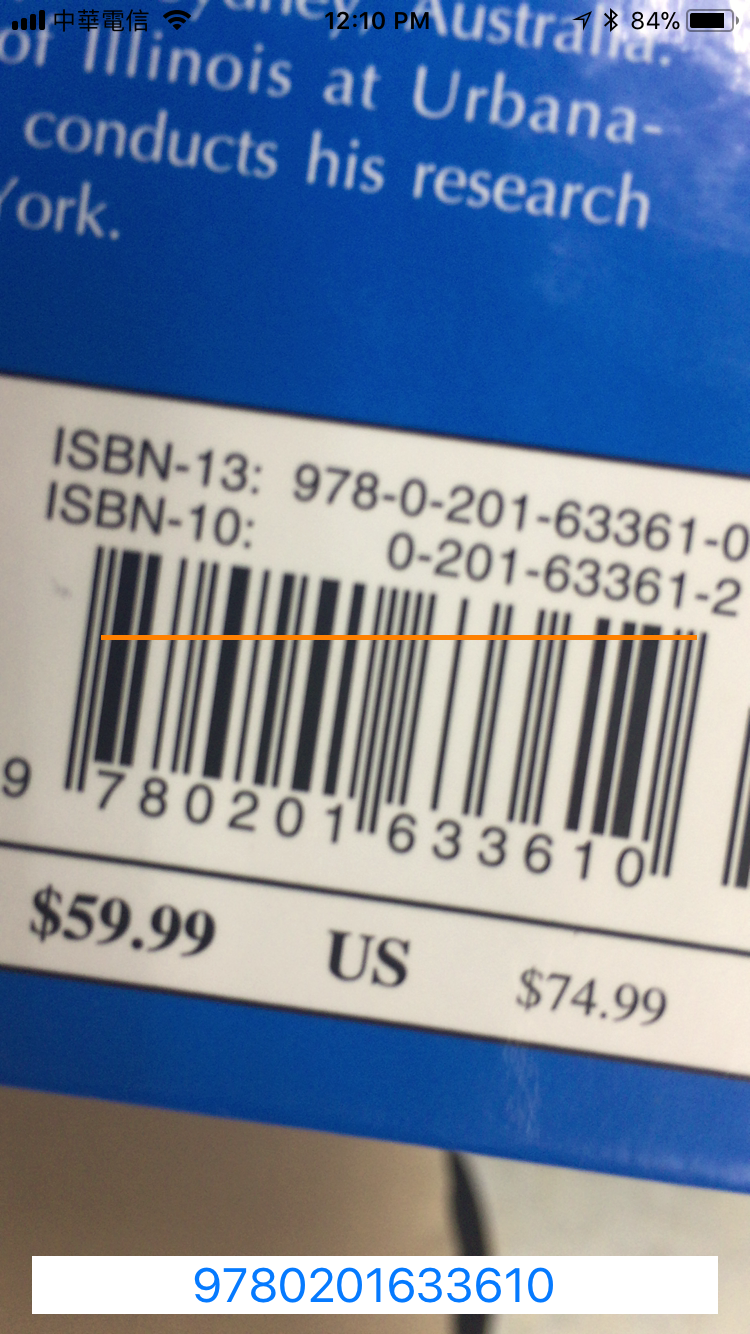 中華電信 12:10 PM 84%
Sydney, Australia.
of Illinois at Urbana-
conducts his research
York.
ISBN-13: 978-0-201-63361-0
ISBN-10: 0-201-63361-2
9 780201 633610
$59.99 US $74.99
9780201633610